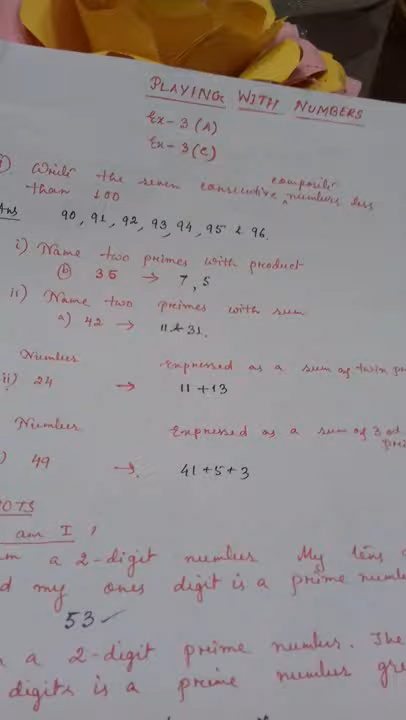 PLAYING WITH NUMBERS
Ex- 3(A)
Ex- 3(C)
i) Write the seven consecutive composite numbers less
than 100
Ans 90, 91, 92, 93, 94, 95 & 96.
i) Name two primes with product
(b) 35 → 7, 5
ii) Name two primes with sum
a) 42 → 11 & 31.
Number Expressed as a sum of twin
ii) 24 → 11 + 13
Number Expressed as a sum of 3
49 → 41 + 5 + 3
OTS
am I ?
a 2-digit number My tens
my ones digit is a prime number
53 ✓
a 2-digit prime number. The
digits is a prime number